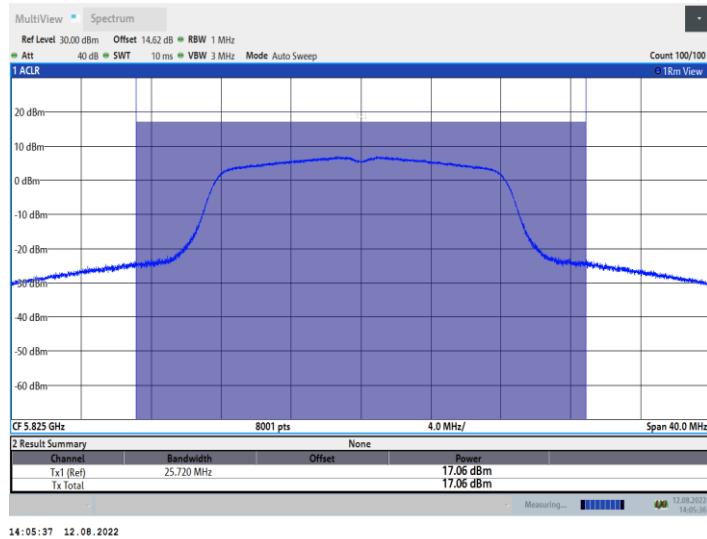 MultiView Spectrum
Ref Level 30.00 dBm Offset 14.62 dB RBW 1 MHz
Att 40 dB SWT 10 ms VBW 3 MHz Mode Auto Sweep Count 100/100
1 ACLR 1Rm View
20 dBm
10 dBm
0 dBm
-10 dBm
-20 dBm
-30 dBm
-40 dBm
-50 dBm
-60 dBm
CF 5.825 GHz 8001 pts 4.0 MHz/ Span 40.0 MHz
2 Result Summary None
Channel Bandwidth Offset Power
Tx1 (Ref) 25.720 MHz 17.06 dBm
Tx Total 17.06 dBm
Measuring... 12.08.2022
14:05:36
14:05:37 12.08.2022